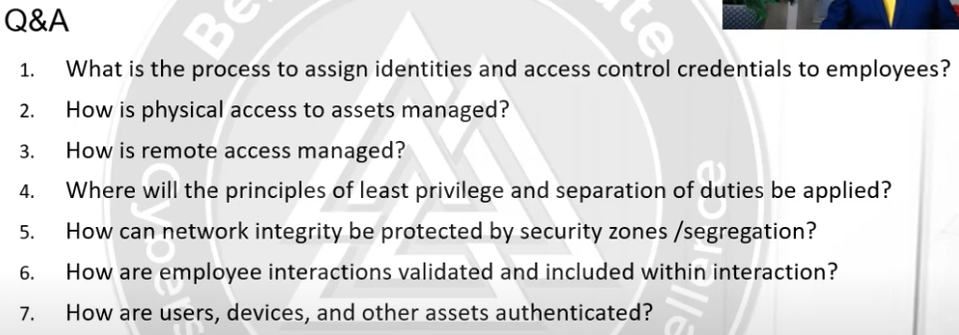 Q&A
1. What is the process to assign identities and access control credentials to employees?
2. How is physical access to assets managed?
3. How is remote access managed?
4. Where will the principles of least privilege and separation of duties be applied?
5. How can network integrity be protected by security zones /segregation?
6. How are employee interactions validated and included within interaction?
7. How are users, devices, and other assets authenticated?